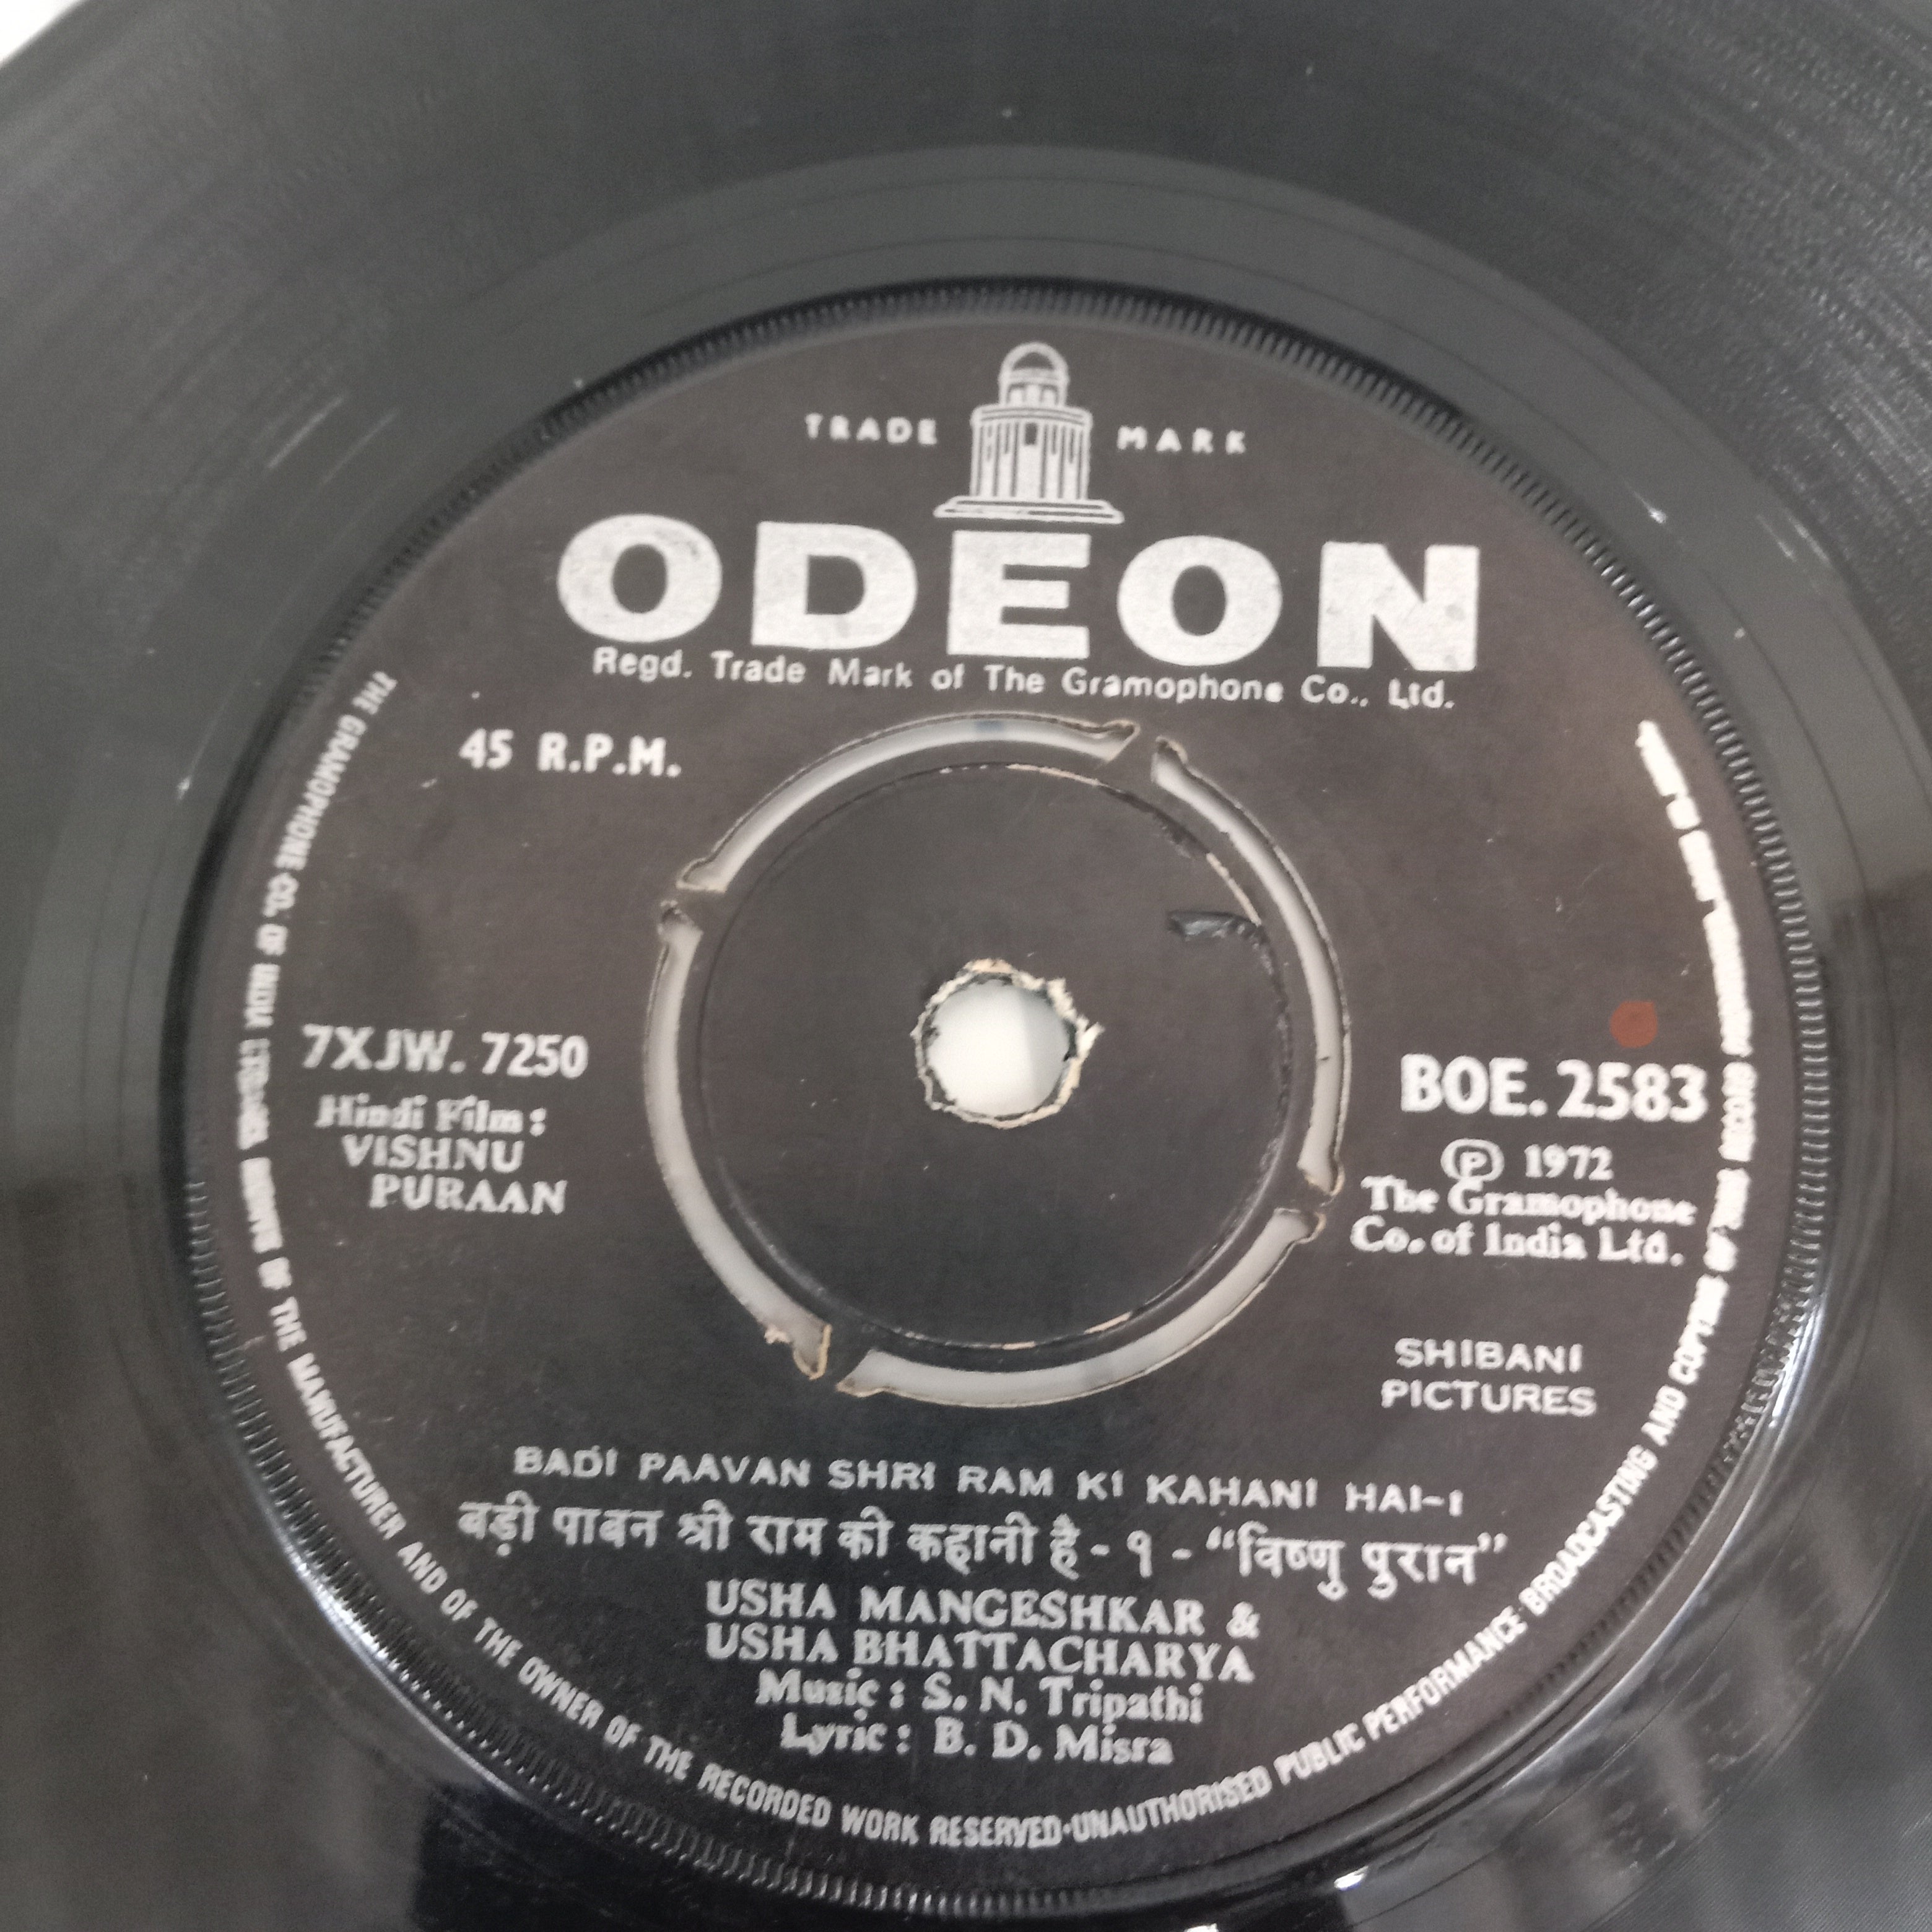 TRADE MARK
ODEON
Regd. Trade Mark of The Gramophone Co., Ltd.
45 R.P.M.
7XJW. 7250
Hindi Film :
VISHNU
PURAAN
BOE. 2583
Ⓟ 1972
The Gramophone
Co. of India Ltd.
SHIBANI
PICTURES
BADI PAAVAN SHRI RAM KI KAHANI HAI-1
बड़ी पावन श्री राम की कहानी है - १ - “विष्णु पुरान”
USHA MANGESHKAR &
USHA BHATTACHARYA
Music : S. N. Tripathi
Lyric : B. D. Misra
THE GRAMOPHONE CO. OF INDIA RIGHTS OF THE MANUFACTURER AND OF THE OWNER OF THE RECORDED WORK RESERVED·UNAUTHORISED PUBLIC PERFORMANCE BROADCASTING AND COPYING OF THIS RECORD